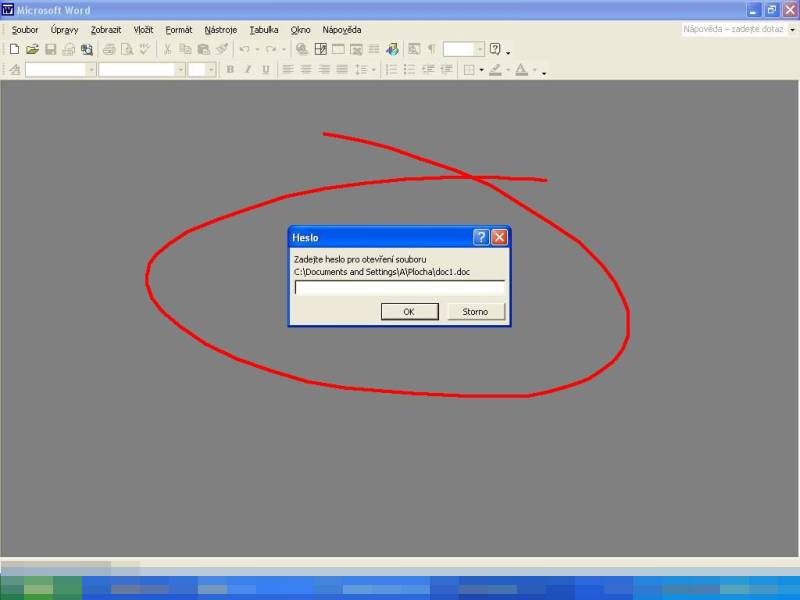 Microsoft Word
Soubor Úpravy Zobrazit Vložit Formát Nástroje Tabulka Okno Nápověda
Nápověda – zadejte dotaz
Heslo
Zadejte heslo pro otevření souboru
C:\Documents and Settings\A\Plocha\doc1.doc
OK Storno